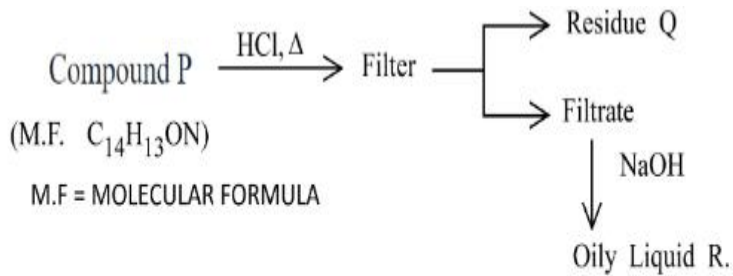 Compound P
(M.F. C₁₄H₁₃ON)
M.F = MOLECULAR FORMULA
HCl, Δ
Filter
Residue Q
Filtrate
NaOH
Oily Liquid R.